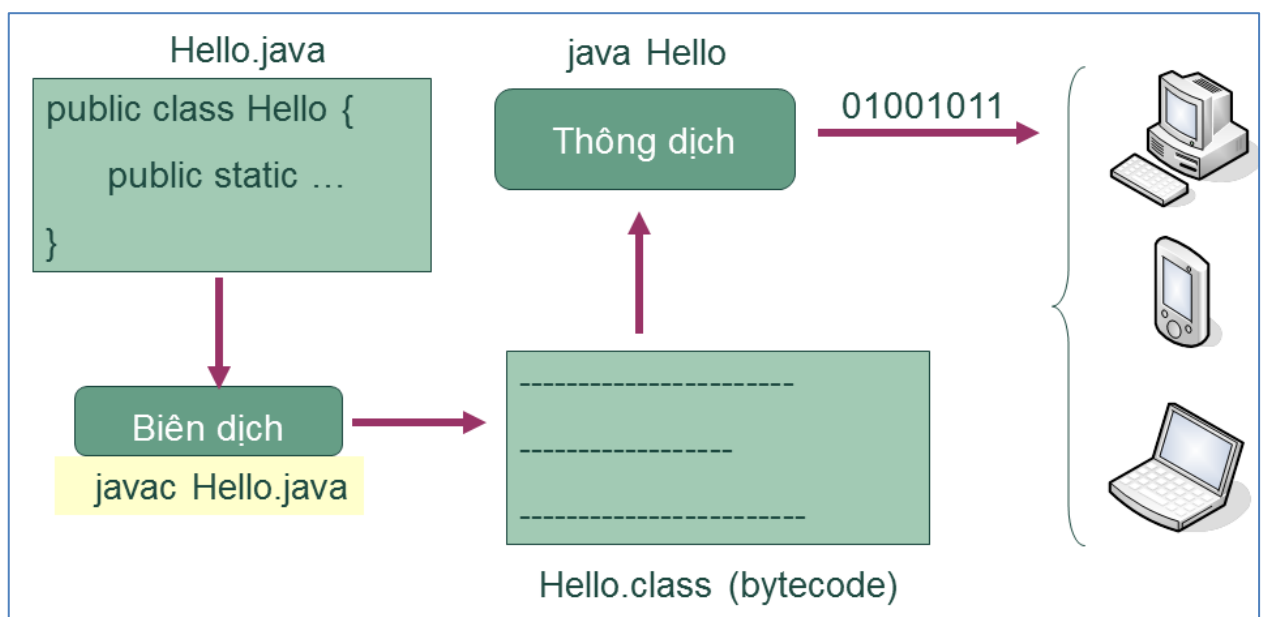 Hello.java
public class Hello {
public static …
}
Biên dịch
javac Hello.java
java Hello
Thông dịch
01001011
---------------------
----------------
----------------------
Hello.class (bytecode)